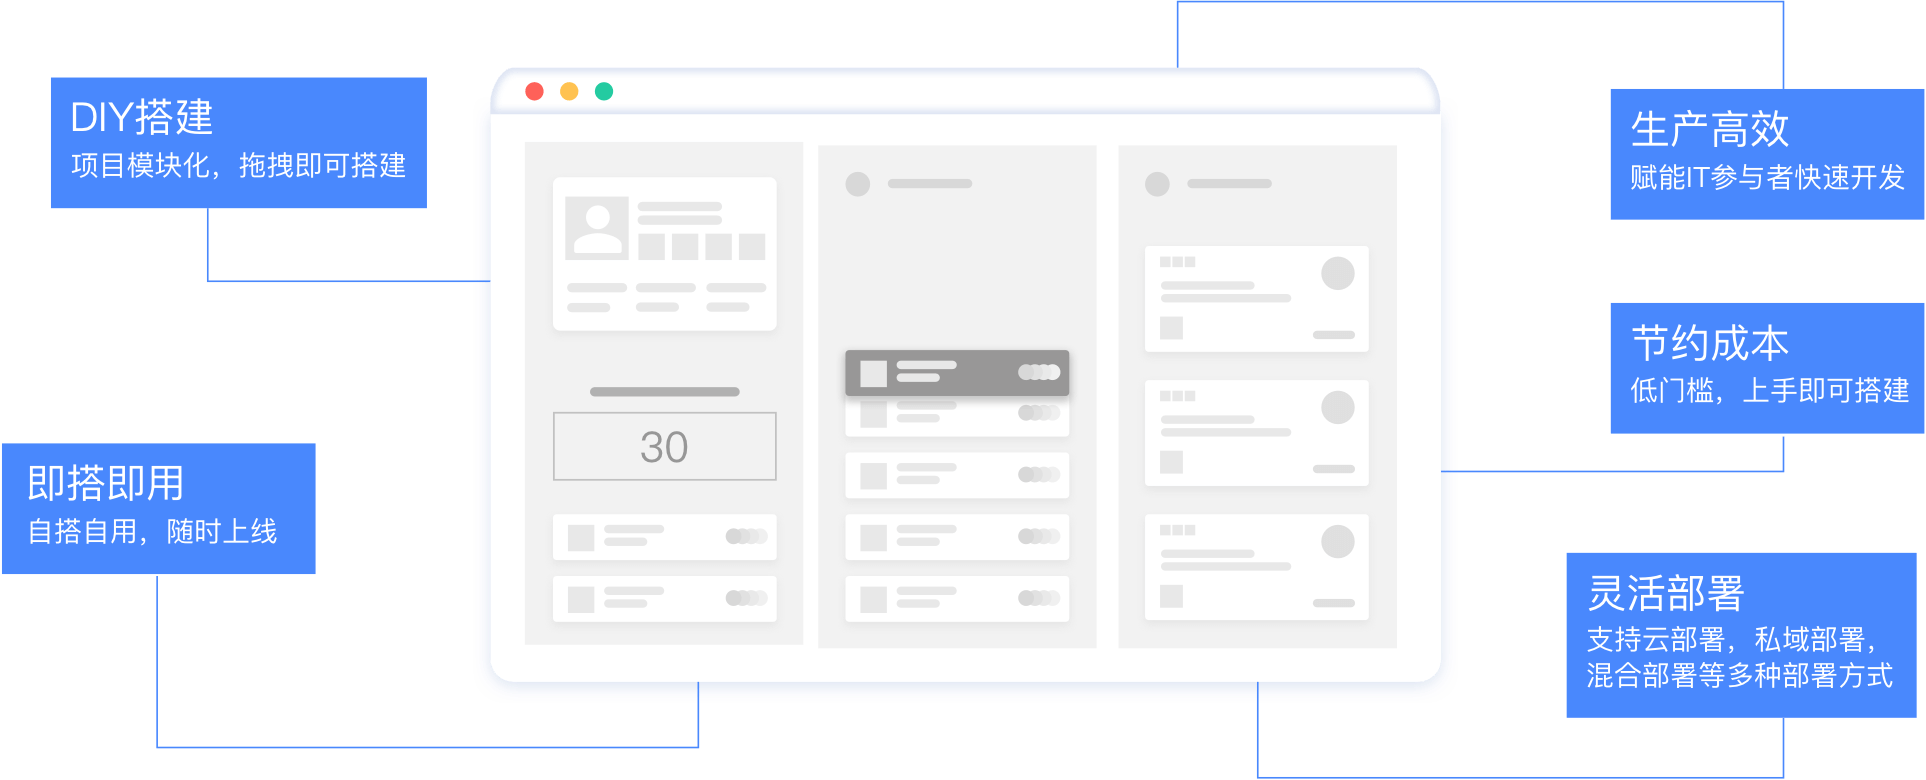 DIY搭建
项目模块化，拖拽即可搭建
即搭即用
自搭自用，随时上线
30
生产高效
赋能IT参与者快速开发
节约成本
低门槛，上手即可搭建
灵活部署
支持云部署，私域部署，
混合部署等多种部署方式